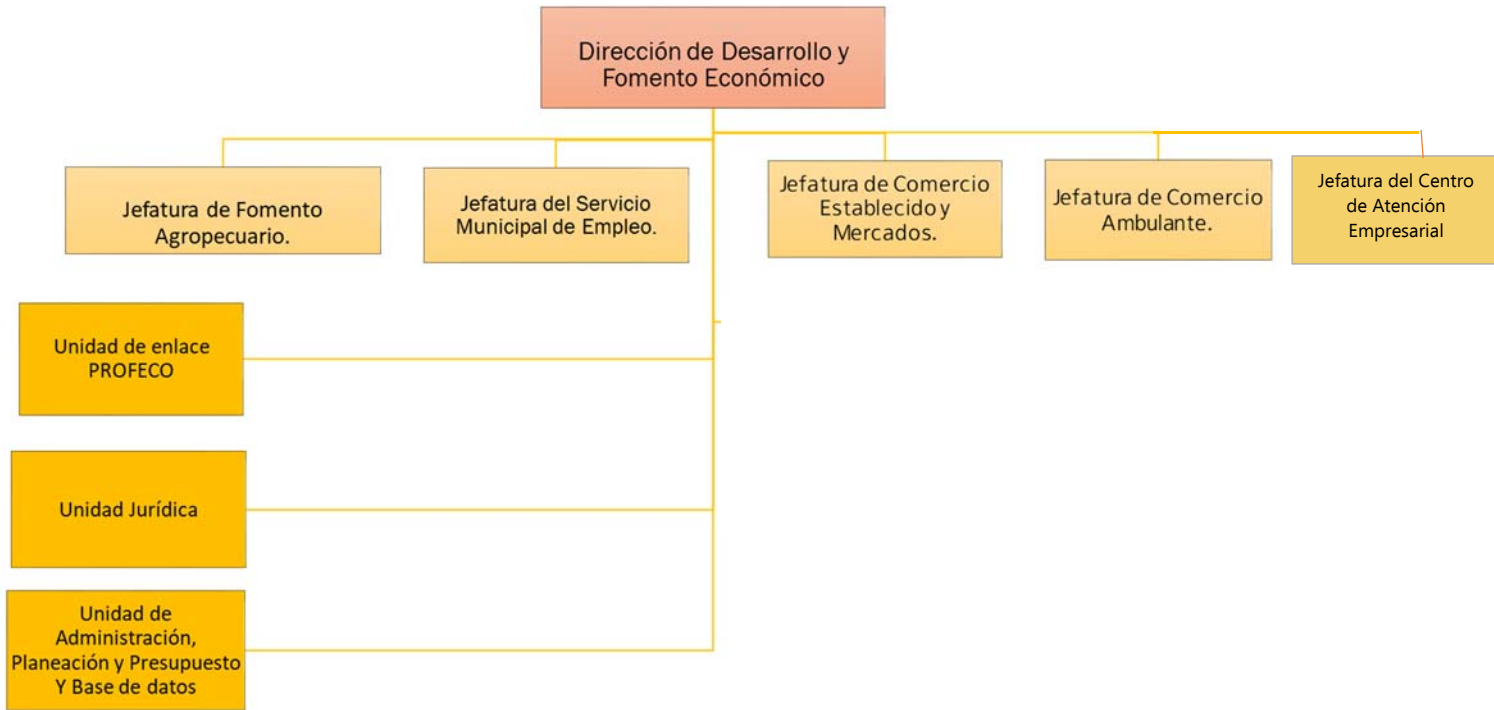 Dirección de Desarrollo y
Fomento Económico
Jefatura de Fomento
Agropecuario.
Jefatura del Servicio
Municipal de Empleo.
Jefatura de Comercio
Establecido y
Mercados.
Jefatura de Comercio
Ambulante.
Jefatura del Centro
de Atención
Empresarial
Unidad de enlace
PROFECO
Unidad Jurídica
Unidad de
Administración,
Planeación y Presupuesto
Y Base de datos